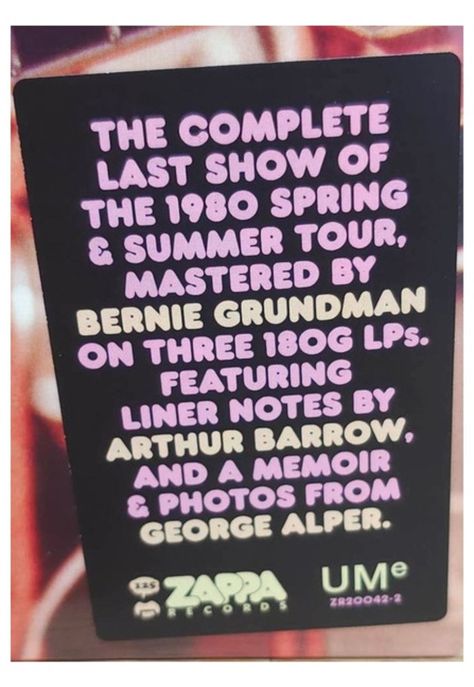 THE COMPLETE
LAST SHOW OF
THE 1980 SPRING
& SUMMER TOUR,
MASTERED BY
BERNIE GRUNDMAN
ON THREE 180G LPs.
FEATURING
LINER NOTES BY
ARTHUR BARROW,
AND A MEMOIR
& PHOTOS FROM
GEORGE ALPER.
125 ZAPPA UMe
RECORDS ZR20042-2